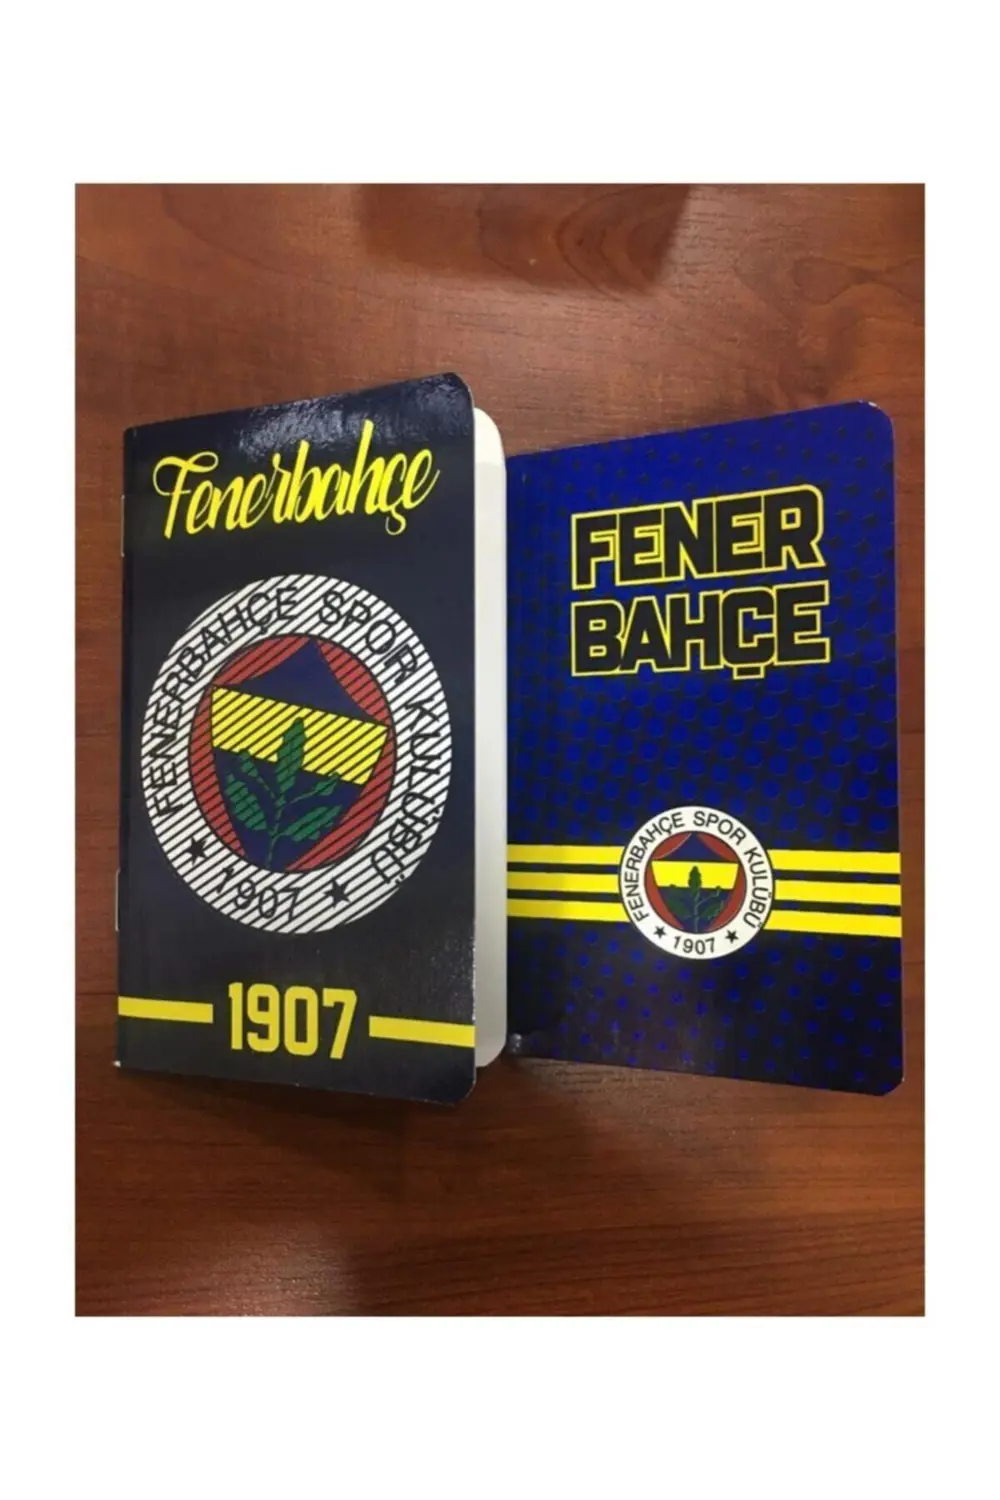 Fenerbahçe
FENERBAHÇE SPOR KULÜBÜ
★ 1907 ★
1907
FENER
BAHÇE
FENERBAHÇE SPOR KULÜBÜ
★ 1907 ★